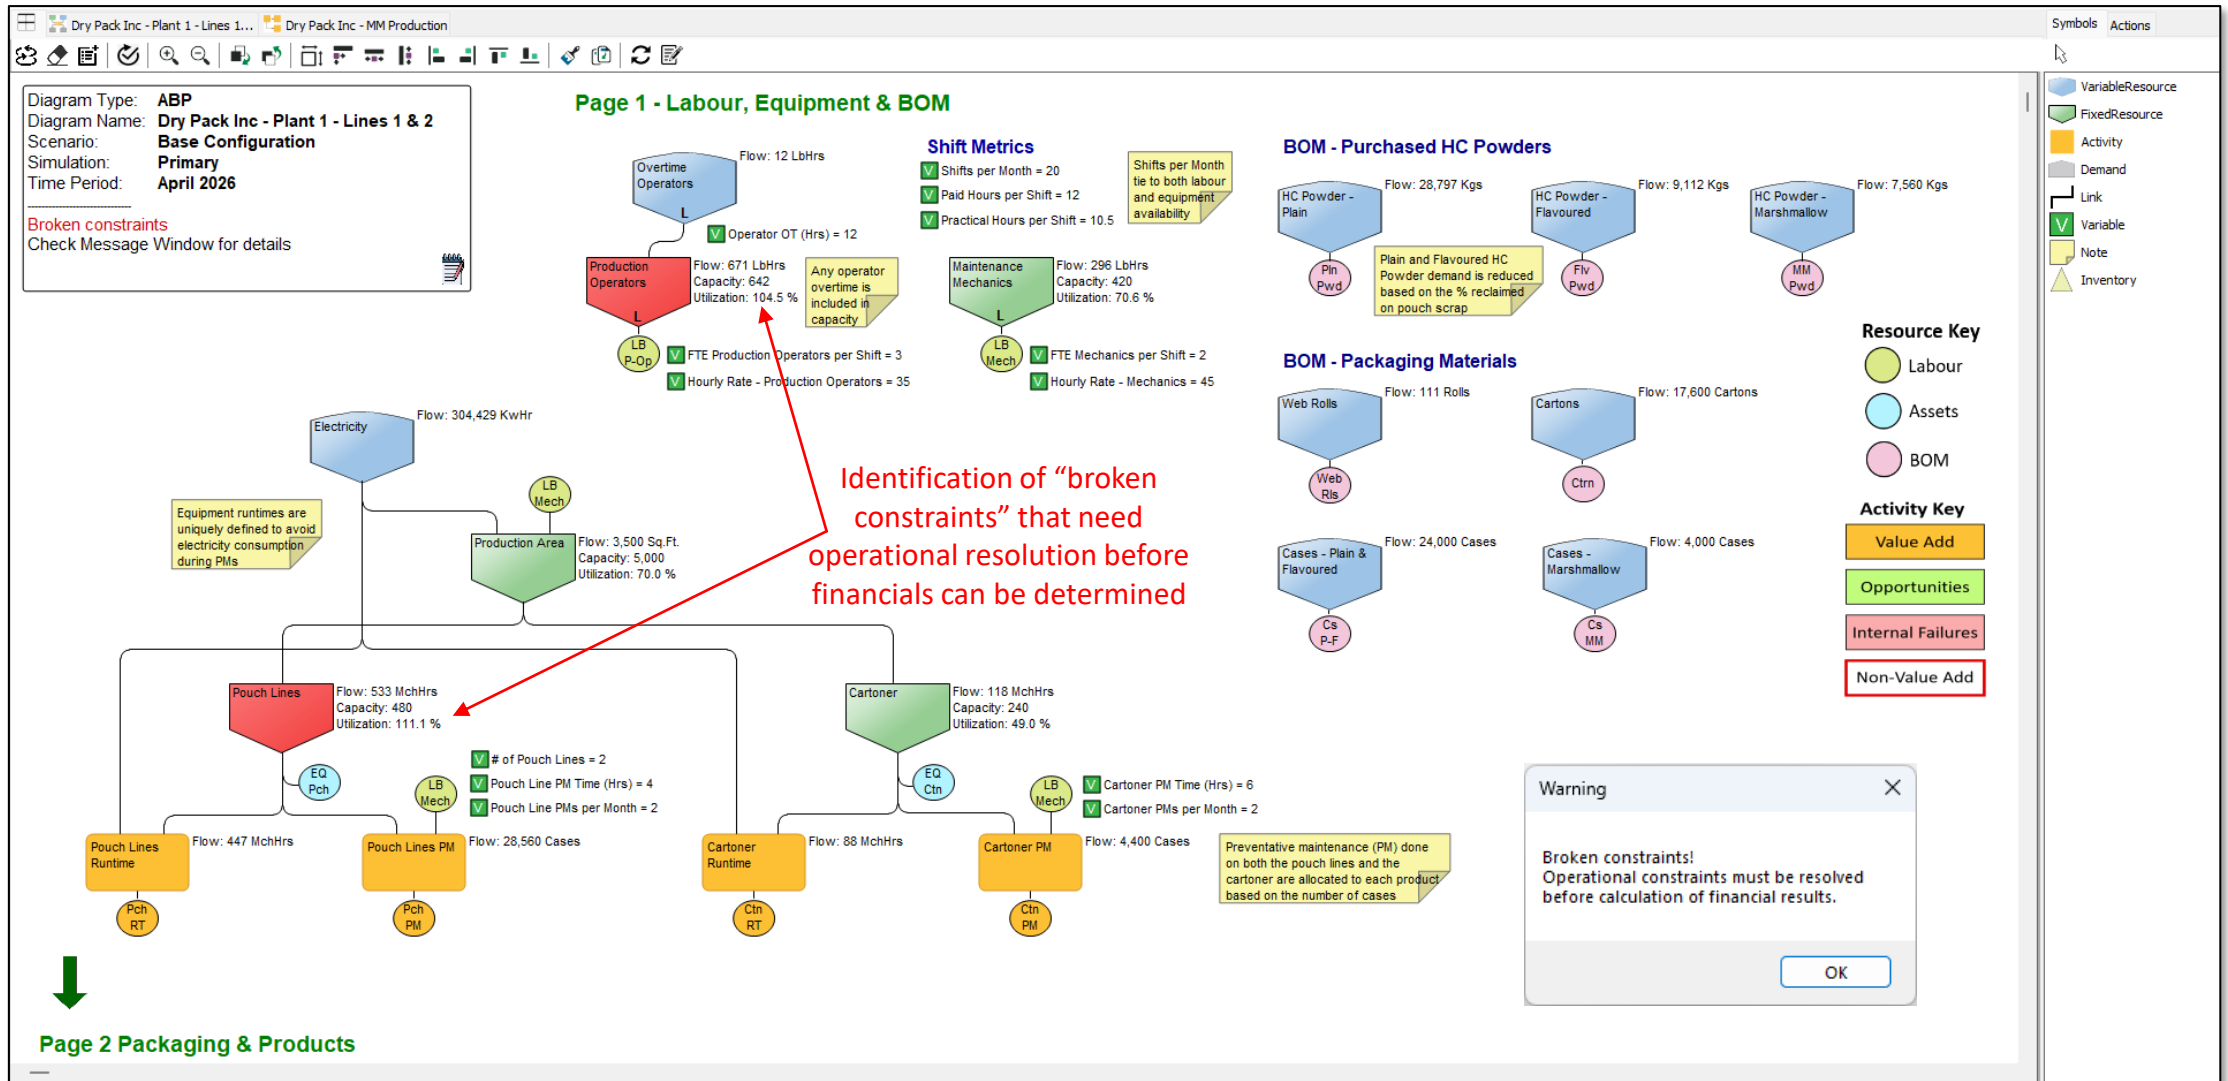 Dry Pack Inc - Plant 1 - Lines 1...
Dry Pack Inc - MM Production
Symbols
Actions
Diagram Type: ABP
Diagram Name: Dry Pack Inc - Plant 1 - Lines 1 & 2
Scenario: Base Configuration
Simulation: Primary
Time Period: April 2026
Broken constraints
Check Message Window for details
Page 1 - Labour, Equipment & BOM
Overtime
Operators
L
Flow: 12 LbHrs
V Operator OT (Hrs) = 12
Production
Operators
L
Flow: 671 LbHrs
Capacity: 642
Utilization: 104.5 %
Any operator
overtime is
included in
capacity
LB
P-Op
V FTE Production Operators per Shift = 3
V Hourly Rate - Production Operators = 35
Shift Metrics
V Shifts per Month = 20
V Paid Hours per Shift = 12
V Practical Hours per Shift = 10.5
Shifts per Month
tie to both labour
and equipment
availability
Maintenance
Mechanics
L
Flow: 296 LbHrs
Capacity: 420
Utilization: 70.6 %
LB
Mech
V FTE Mechanics per Shift = 2
V Hourly Rate - Mechanics = 45
BOM - Purchased HC Powders
HC Powder -
Plain
Flow: 28,797 Kgs
Pln
Pwd
HC Powder -
Flavoured
Flow: 9,112 Kgs
Flv
Pwd
HC Powder -
Marshmallow
Flow: 7,560 Kgs
MM
Pwd
Plain and Flavoured HC
Powder demand is reduced
based on the % reclaimed
on pouch scrap
BOM - Packaging Materials
Web Rolls
Flow: 111 Rolls
Web
Rls
Cartons
Flow: 17,600 Cartons
Ctrn
Cases - Plain &
Flavoured
Flow: 24,000 Cases
Cs
P-F
Cases -
Marshmallow
Flow: 4,000 Cases
Cs
MM
Resource Key
Labour
Assets
BOM
Activity Key
Value Add
Opportunities
Internal Failures
Non-Value Add
Electricity
Flow: 304,429 KwHr
Equipment runtimes are
uniquely defined to avoid
electricity consumption
during PMs
LB
Mech
Production Area
Flow: 3,500 Sq.Ft.
Capacity: 5,000
Utilization: 70.0 %
Identification of “broken
constraints” that need
operational resolution before
financials can be determined
Pouch Lines
Flow: 533 MchHrs
Capacity: 480
Utilization: 111.1 %
EQ
Pch
V # of Pouch Lines = 2
V Pouch Line PM Time (Hrs) = 4
V Pouch Line PMs per Month = 2
LB
Mech
Pouch Lines
Runtime
Flow: 447 MchHrs
Pch
RT
Pouch Lines PM
Flow: 28,560 Cases
Pch
PM
Cartoner
Flow: 118 MchHrs
Capacity: 240
Utilization: 49.0 %
EQ
Ctn
LB
Mech
V Cartoner PM Time (Hrs) = 6
V Cartoner PMs per Month = 2
Cartoner
Runtime
Flow: 88 MchHrs
Ctn
RT
Cartoner PM
Flow: 4,400 Cases
Ctn
PM
Preventative maintenance (PM) done
on both the pouch lines and the
cartoner are allocated to each product
based on the number of cases
Warning
Broken constraints!
Operational constraints must be resolved
before calculation of financial results.
OK
Page 2 Packaging & Products
VariableResource
FixedResource
Activity
Demand
Link
V Variable
Note
Inventory